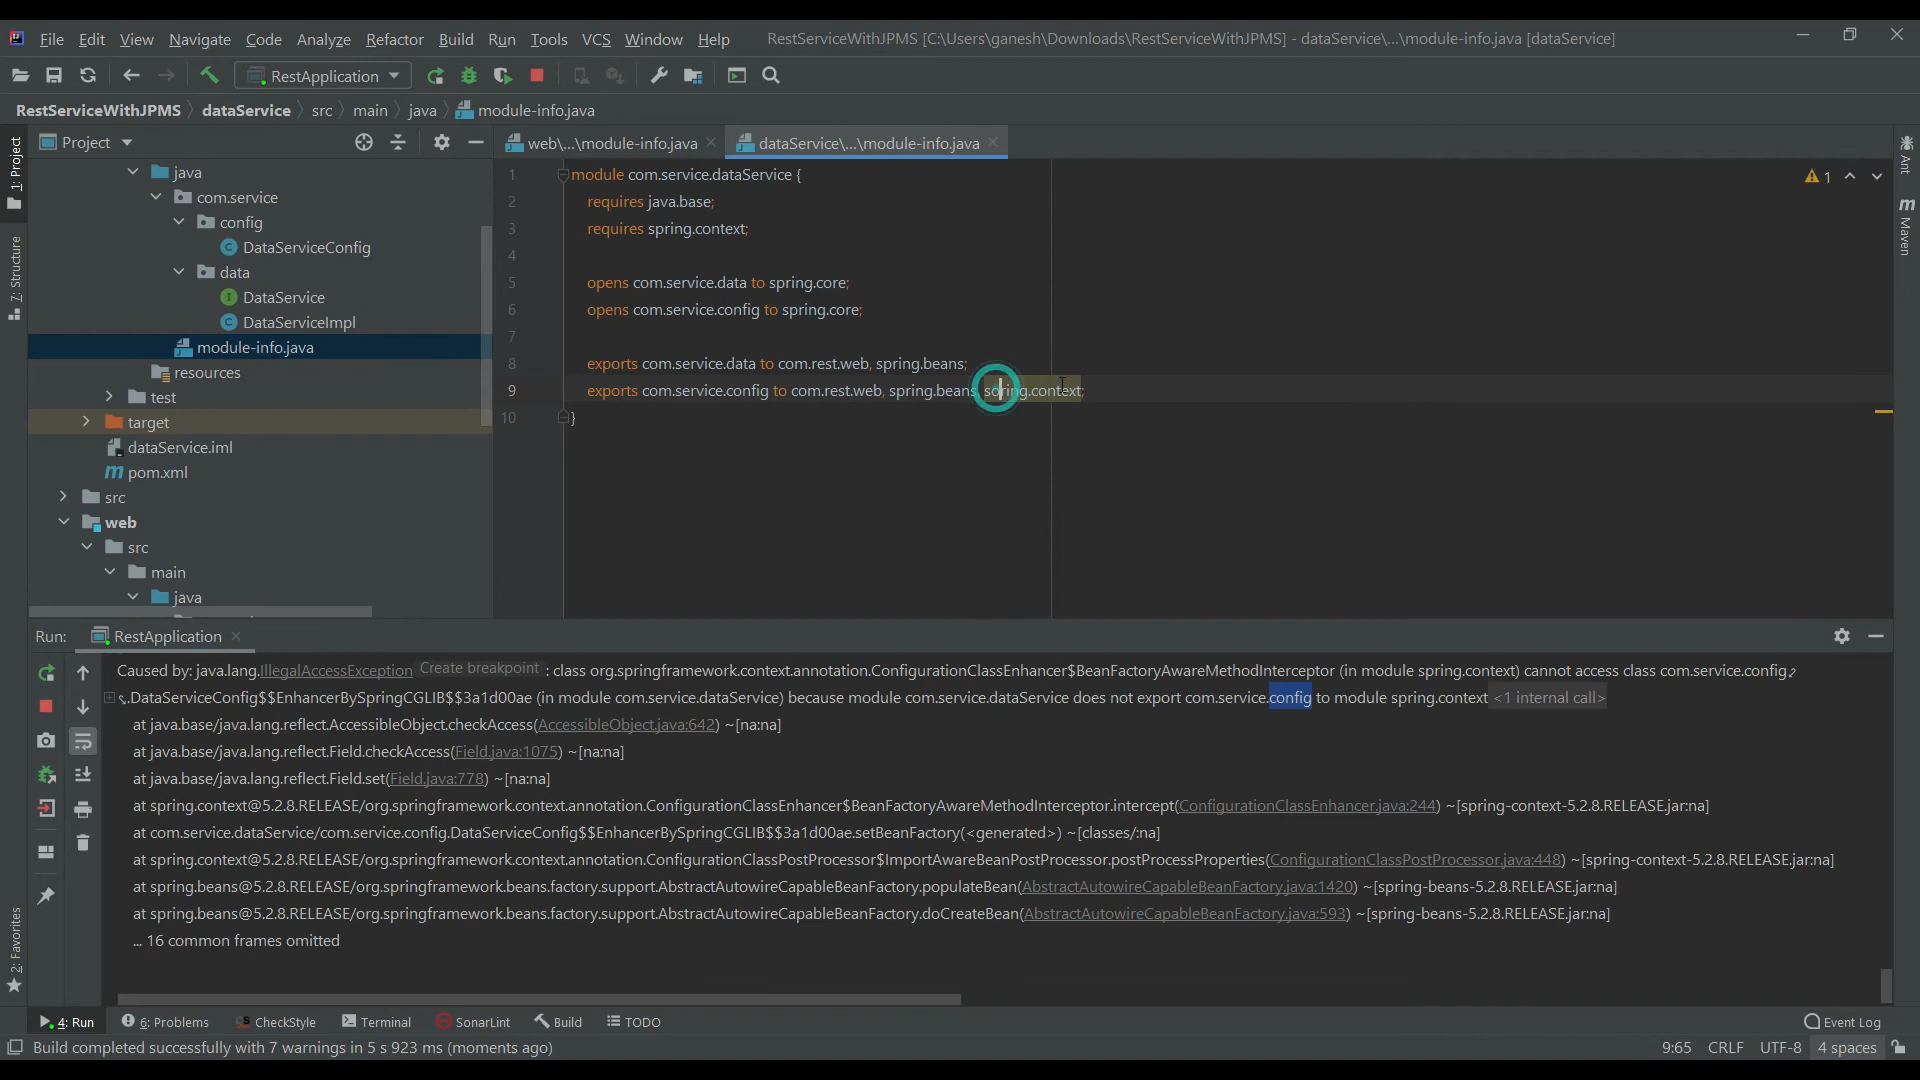 File Edit View Navigate Code Analyze Refactor Build Run Tools VCS Window Help RestServiceWithJPMS [C:\Users\ganesh\Downloads\RestServiceWithJPMS] - dataService\...\module-info.java [dataService]
RestApplication
RestServiceWithJPMS dataService src main java module-info.java
Project
web\...\module-info.java
dataService\...\module-info.java
1: Project
7: Structure
2: Favorites
java
com.service
config
DataServiceConfig
data
DataService
DataServiceImpl
module-info.java
resources
test
target
dataService.iml
pom.xml
src
web
src
main
java
1 module com.service.dataService {
2 requires java.base;
3 requires spring.context;
4
5 opens com.service.data to spring.core;
6 opens com.service.config to spring.core;
7
8 exports com.service.data to com.rest.web, spring.beans;
9 exports com.service.config to com.rest.web, spring.beans spring.context;
10 }
1
Ant
Maven
Run: RestApplication
Caused by: java.lang.IllegalAccessException Create breakpoint : class org.springframework.context.annotation.ConfigurationClassEnhancer$BeanFactoryAwareMethodInterceptor (in module spring.context) cannot access class com.service.config
.DataServiceConfig$$EnhancerBySpringCGLIB$$3a1d00ae (in module com.service.dataService) because module com.service.dataService does not export com.service.config to module spring.context <1 internal call>
at java.base/java.lang.reflect.AccessibleObject.checkAccess(AccessibleObject.java:642) ~[na:na]
at java.base/java.lang.reflect.Field.checkAccess(Field.java:1075) ~[na:na]
at java.base/java.lang.reflect.Field.set(Field.java:778) ~[na:na]
at spring.context@5.2.8.RELEASE/org.springframework.context.annotation.ConfigurationClassEnhancer$BeanFactoryAwareMethodInterceptor.intercept(ConfigurationClassEnhancer.java:244) ~[spring-context-5.2.8.RELEASE.jar:na]
at com.service.dataService/com.service.config.DataServiceConfig$$EnhancerBySpringCGLIB$$3a1d00ae.setBeanFactory(<generated>) ~[classes/:na]
at spring.context@5.2.8.RELEASE/org.springframework.context.annotation.ConfigurationClassPostProcessor$ImportAwareBeanPostProcessor.postProcessProperties(ConfigurationClassPostProcessor.java:448) ~[spring-context-5.2.8.RELEASE.jar:na]
at spring.beans@5.2.8.RELEASE/org.springframework.beans.factory.support.AbstractAutowireCapableBeanFactory.populateBean(AbstractAutowireCapableBeanFactory.java:1420) ~[spring-beans-5.2.8.RELEASE.jar:na]
at spring.beans@5.2.8.RELEASE/org.springframework.beans.factory.support.AbstractAutowireCapableBeanFactory.doCreateBean(AbstractAutowireCapableBeanFactory.java:593) ~[spring-beans-5.2.8.RELEASE.jar:na]
... 16 common frames omitted
4: Run 6: Problems CheckStyle Terminal SonarLint Build TODO Event Log
Build completed successfully with 7 warnings in 5 s 923 ms (moments ago) 9:65 CRLF UTF-8 4 spaces